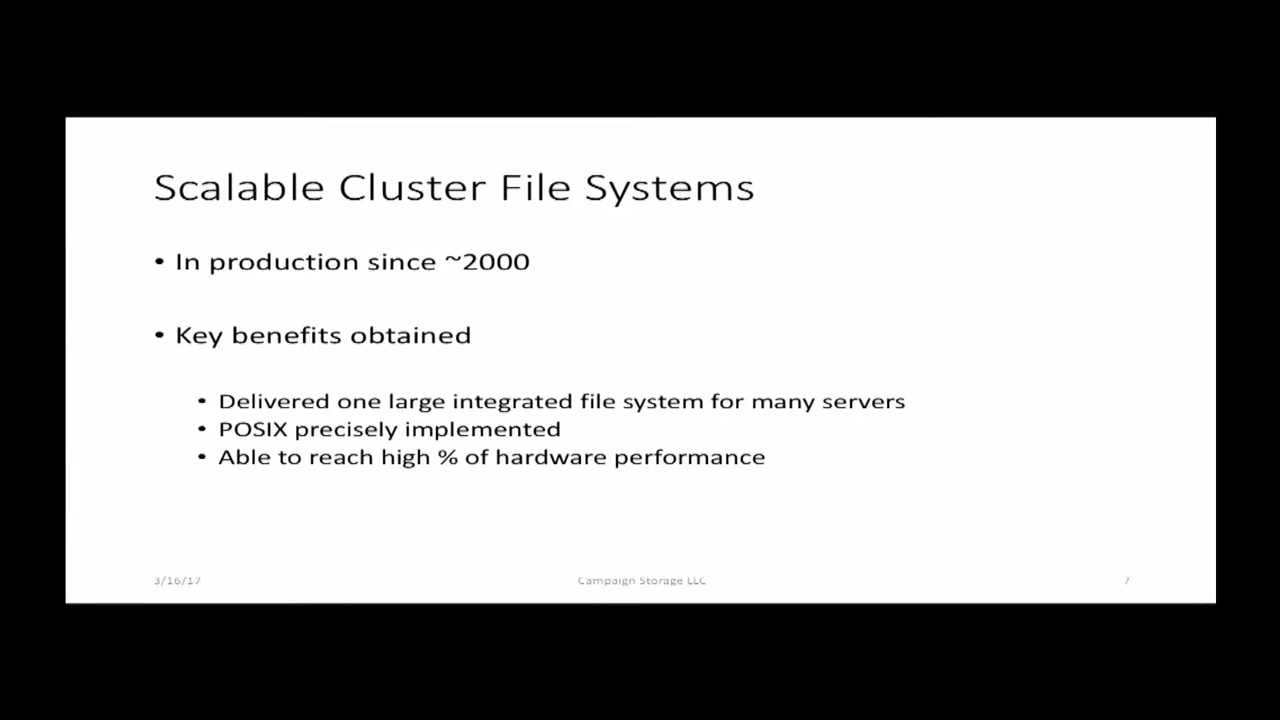 Scalable Cluster File Systems
• In production since ~2000
• Key benefits obtained
• Delivered one large integrated file system for many servers
• POSIX precisely implemented
• Able to reach high % of hardware performance
3/16/17 Campaign Storage LLC 7